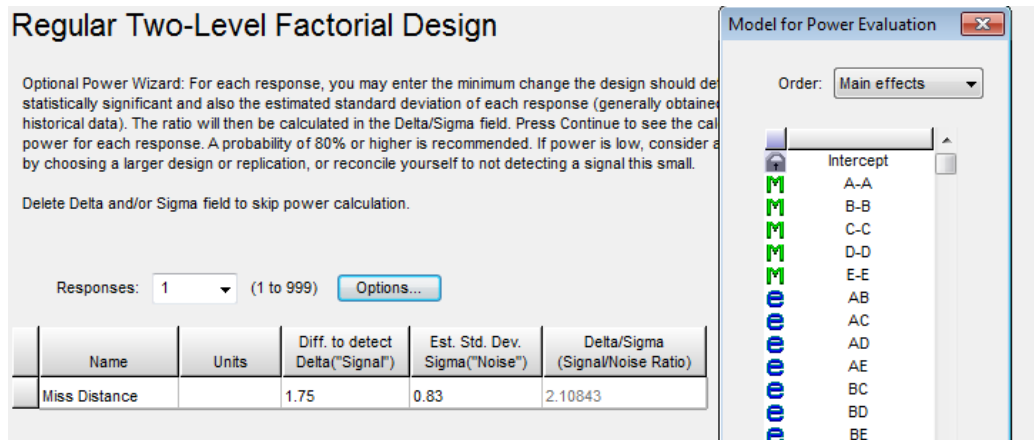 Regular Two-Level Factorial Design
Optional Power Wizard: For each response, you may enter the minimum change the design should de
statistically significant and also the estimated standard deviation of each response (generally obtained
historical data). The ratio will then be calculated in the Delta/Sigma field. Press Continue to see the cal
power for each response. A probability of 80% or higher is recommended. If power is low, consider a
by choosing a larger design or replication, or reconcile yourself to not detecting a signal this small.
Delete Delta and/or Sigma field to skip power calculation.
Responses: 1 (1 to 999) Options...
Name Units Diff. to detect Delta("Signal") Est. Std. Dev. Sigma("Noise") Delta/Sigma (Signal/Noise Ratio)
Miss Distance 1.75 0.83 2.10843
Model for Power Evaluation
Order: Main effects
Intercept
M A-A
M B-B
M C-C
M D-D
M E-E
e AB
e AC
e AD
e AE
e BC
e BD
e BE